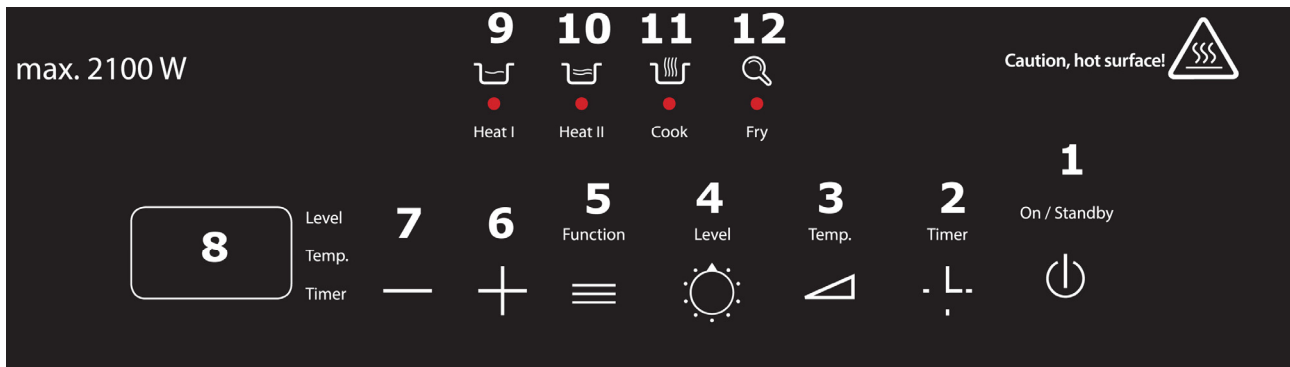 9 10 11 12
max. 2100 W
Caution, hot surface!
Heat I Heat II Cook Fry
1
5 4 3 2
7 6
On / Standby
Level
Function Level Temp. Timer
8
Temp.
Timer